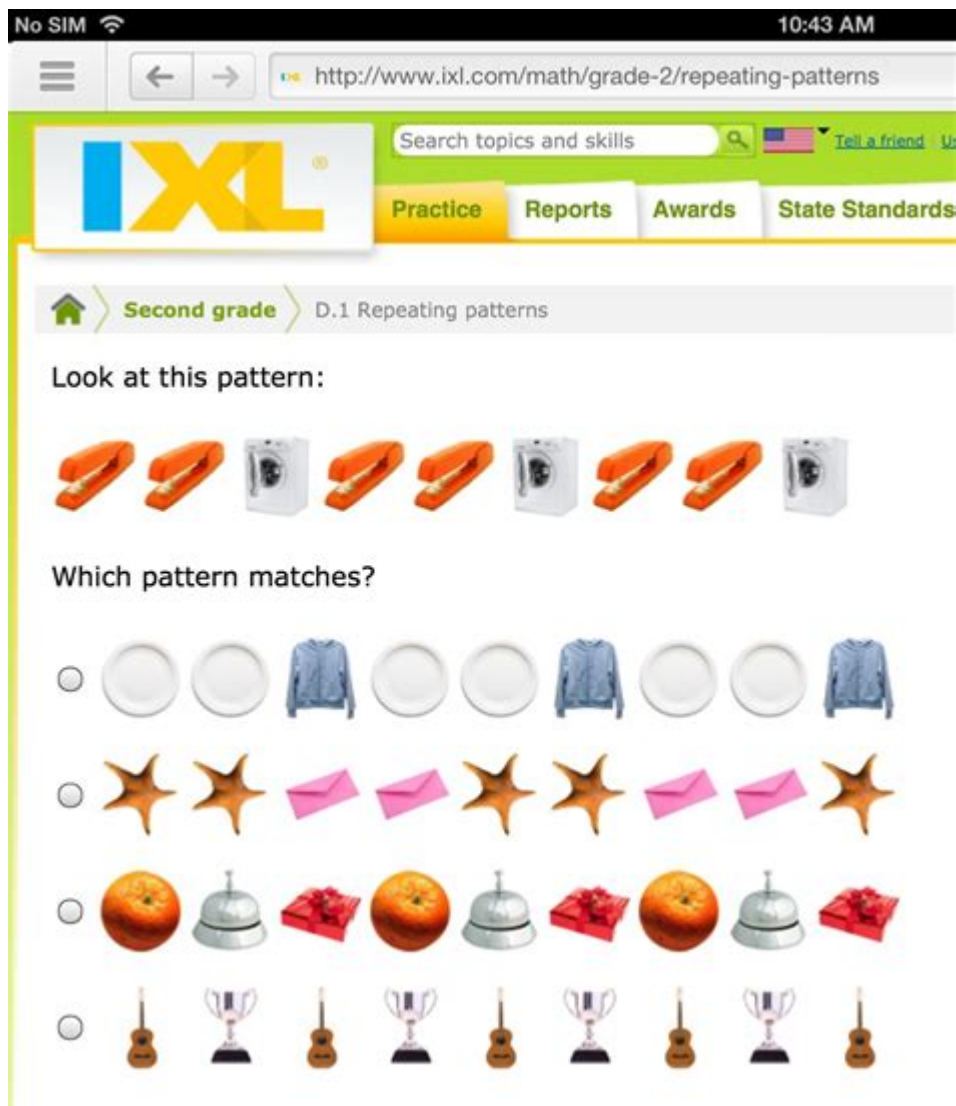 No SIM 10:43 AM
http://www.ixl.com/math/grade-2/repeating-patterns
Search topics and skills Tell a friend Us
IXL®
Practice Reports Awards State Standards
Second grade D.1 Repeating patterns
Look at this pattern:
Which pattern matches?